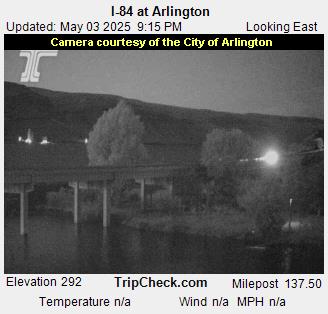 I-84 at Arlington
Updated: May 03 2025 9:15 PM Looking East
Camera courtesy of the City of Arlington
Elevation 292 TripCheck.com Milepost 137.50
Temperature n/a Wind n/a MPH n/a